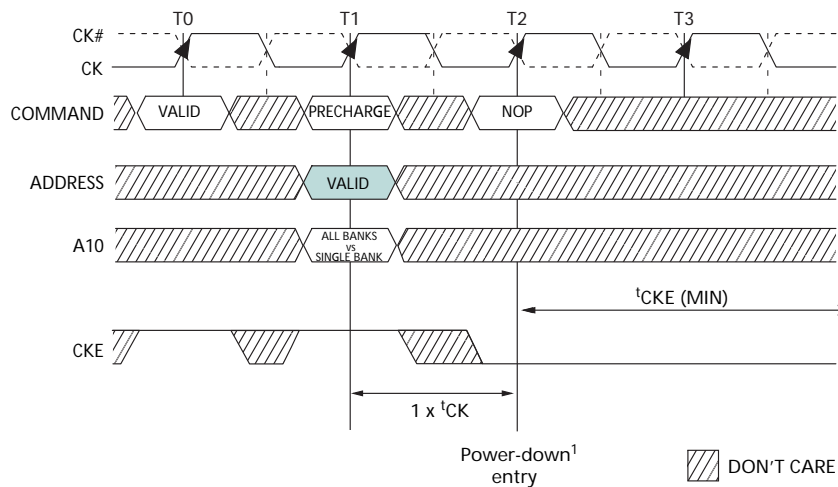 T0 T1 T2 T3
CK#
CK
COMMAND VALID PRECHARGE NOP
ADDRESS VALID
A10 ALL BANKS
vs
SINGLE BANK
tCKE (MIN)
CKE
1 x tCK
Power-down1
entry
DON'T CARE